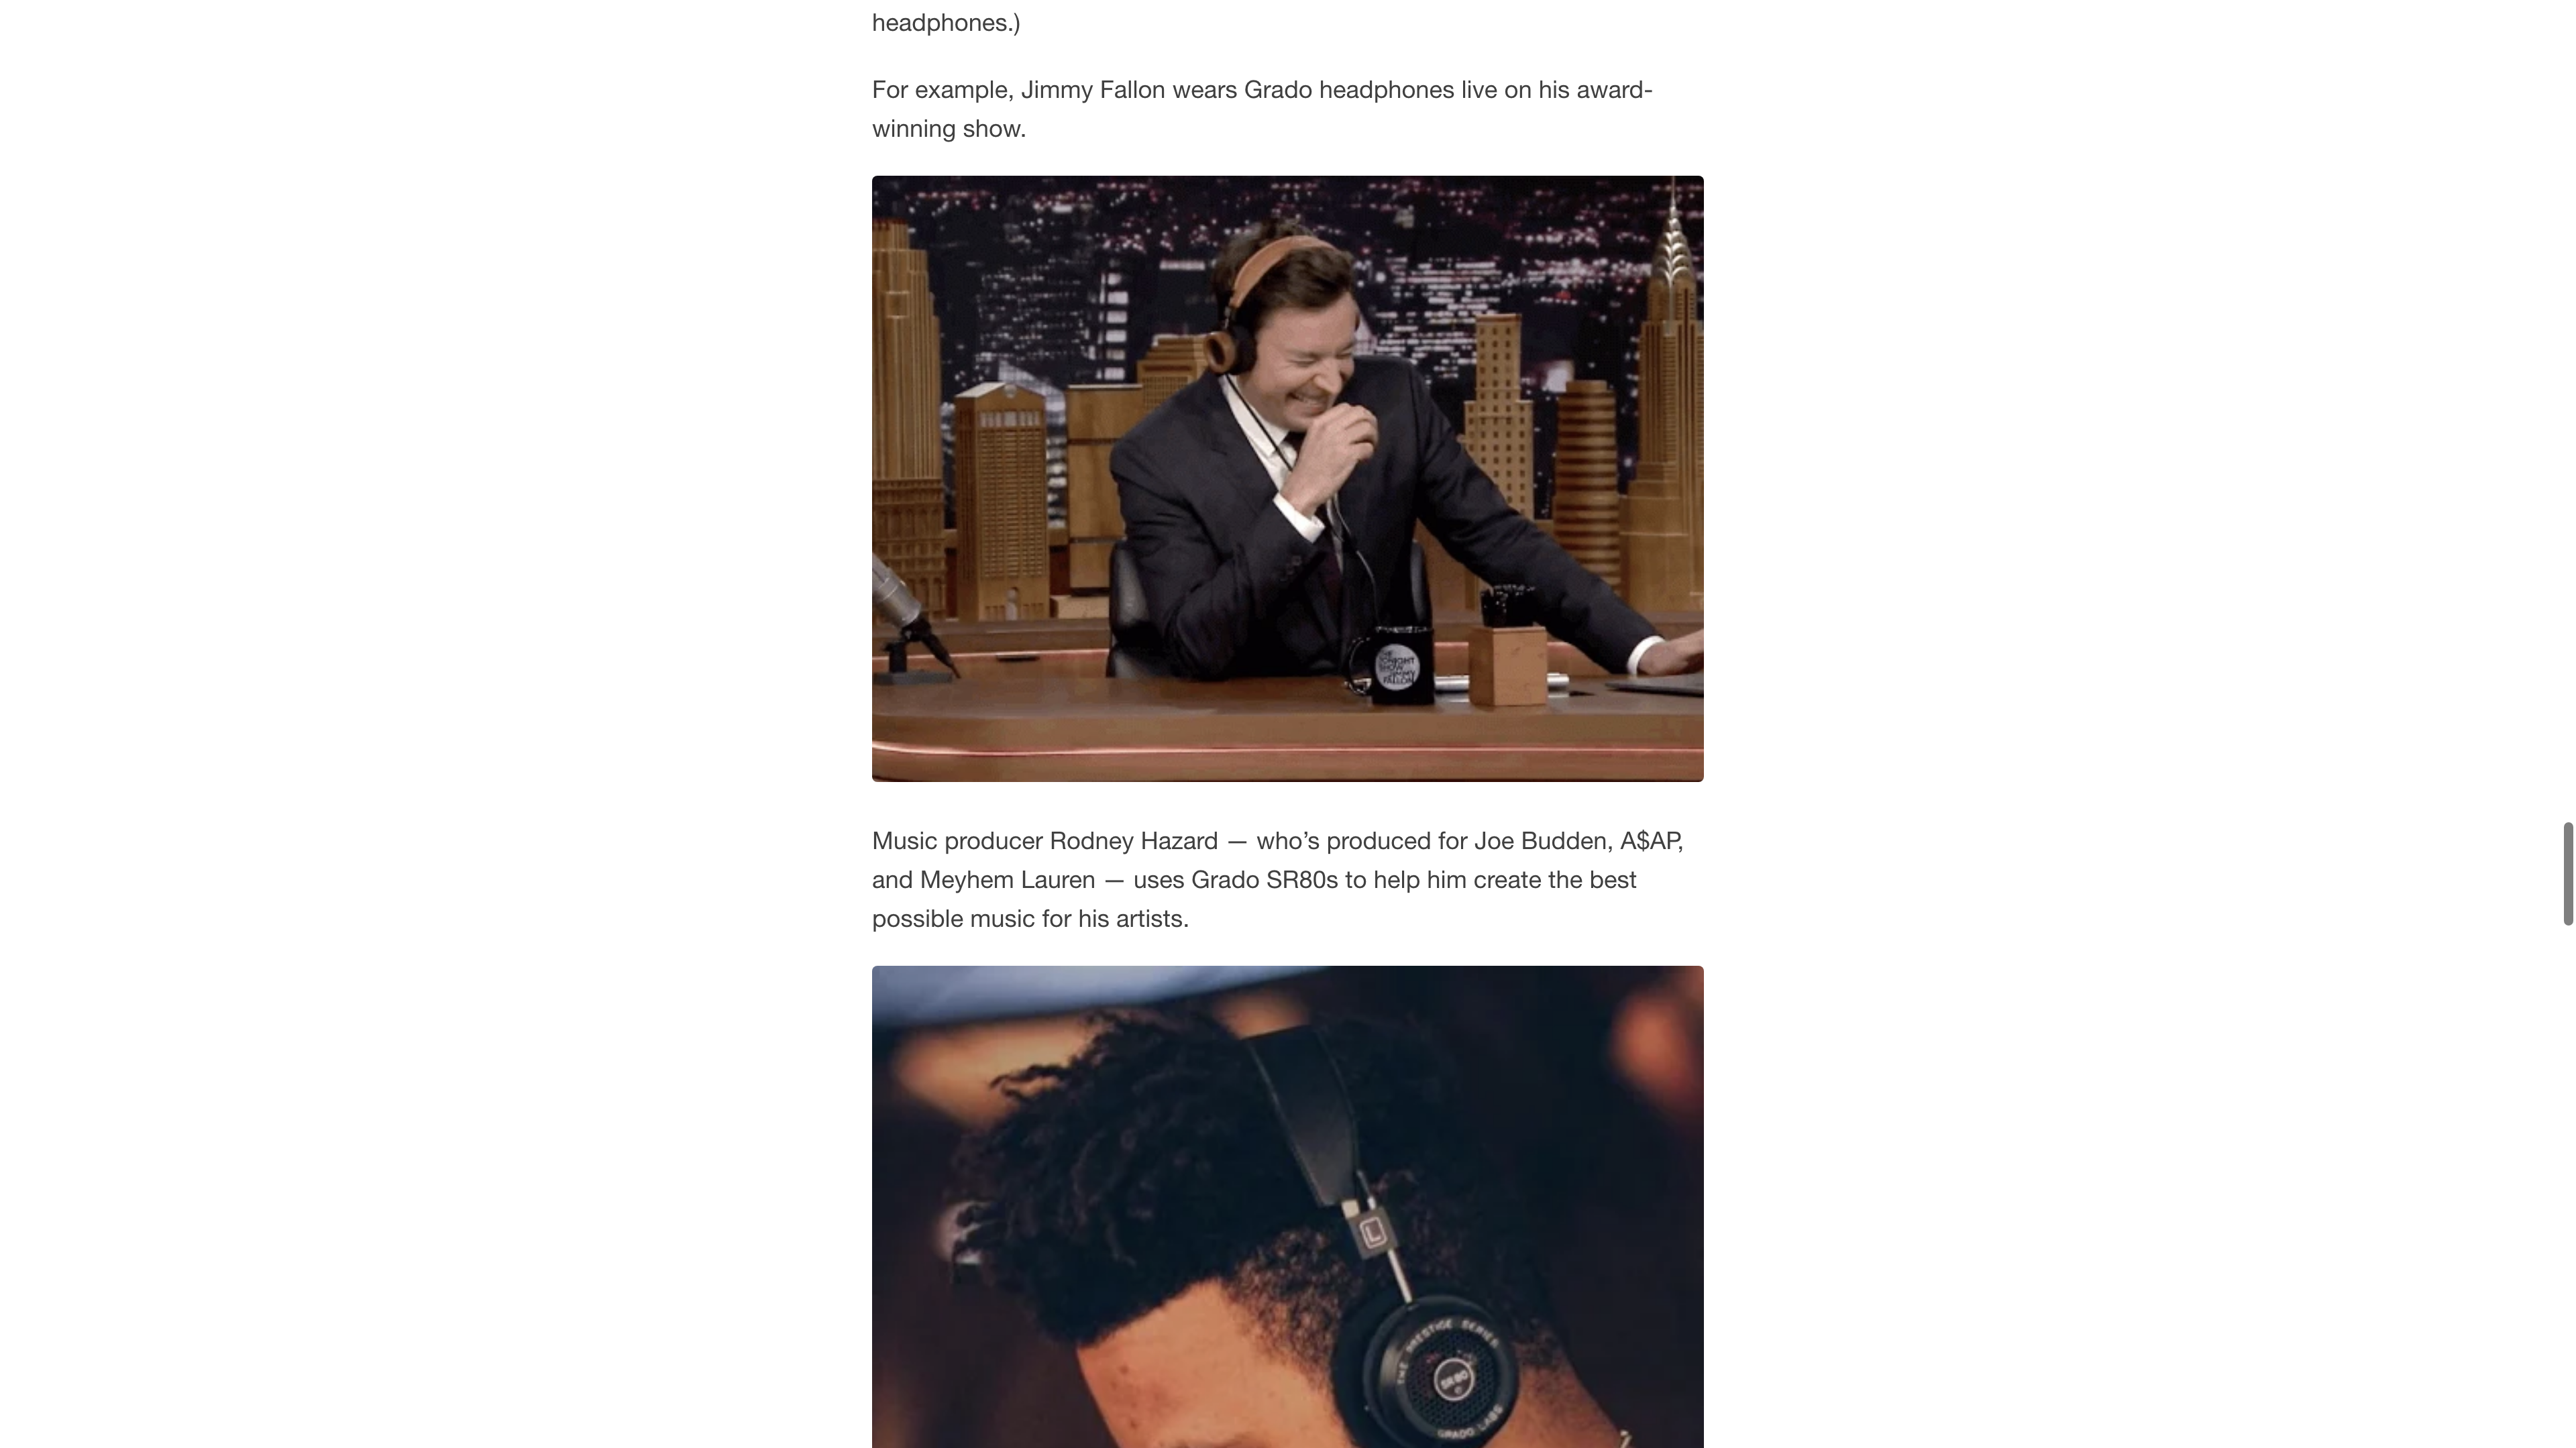 headphones.)
For example, Jimmy Fallon wears Grado headphones live on his award-
winning show.
THE
TONIGHT
SHOW
JIMMY
FALLON
Music producer Rodney Hazard — who’s produced for Joe Budden, A$AP,
and Meyhem Lauren — uses Grado SR80s to help him create the best
possible music for his artists.
L
THE PRESTIGE SERIES
SR80
GRADO LABS